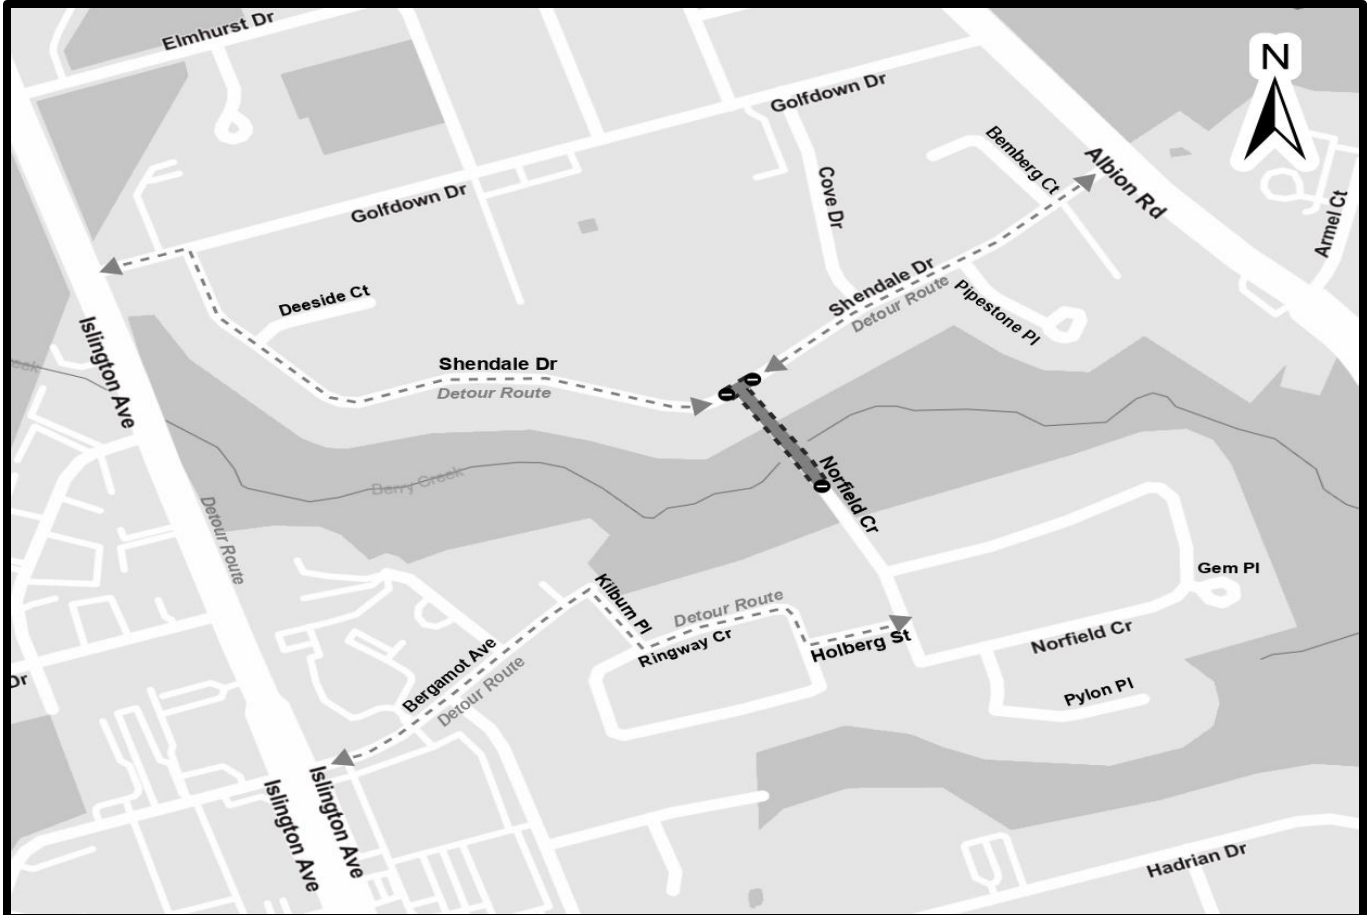 Elmhurst Dr
N
Golfdown Dr
Bemberg Ct
Albion Rd
Cove Dr
Golfdown Dr
Armel Ct
Shendale Dr
Detour Route
Deeside Ct
Pipestone Pl
Islington Ave
Shendale Dr
Detour Route
Norfield Cr
Berry Creek
Detour Route
Gem Pl
Kilburn Pl
Detour Route
Ringway Cr
Holberg St
Norfield Cr
Bergamot Ave
Detour Route
Dr
Pylon Pl
Islington Ave
Islington Ave
Hadrian Dr